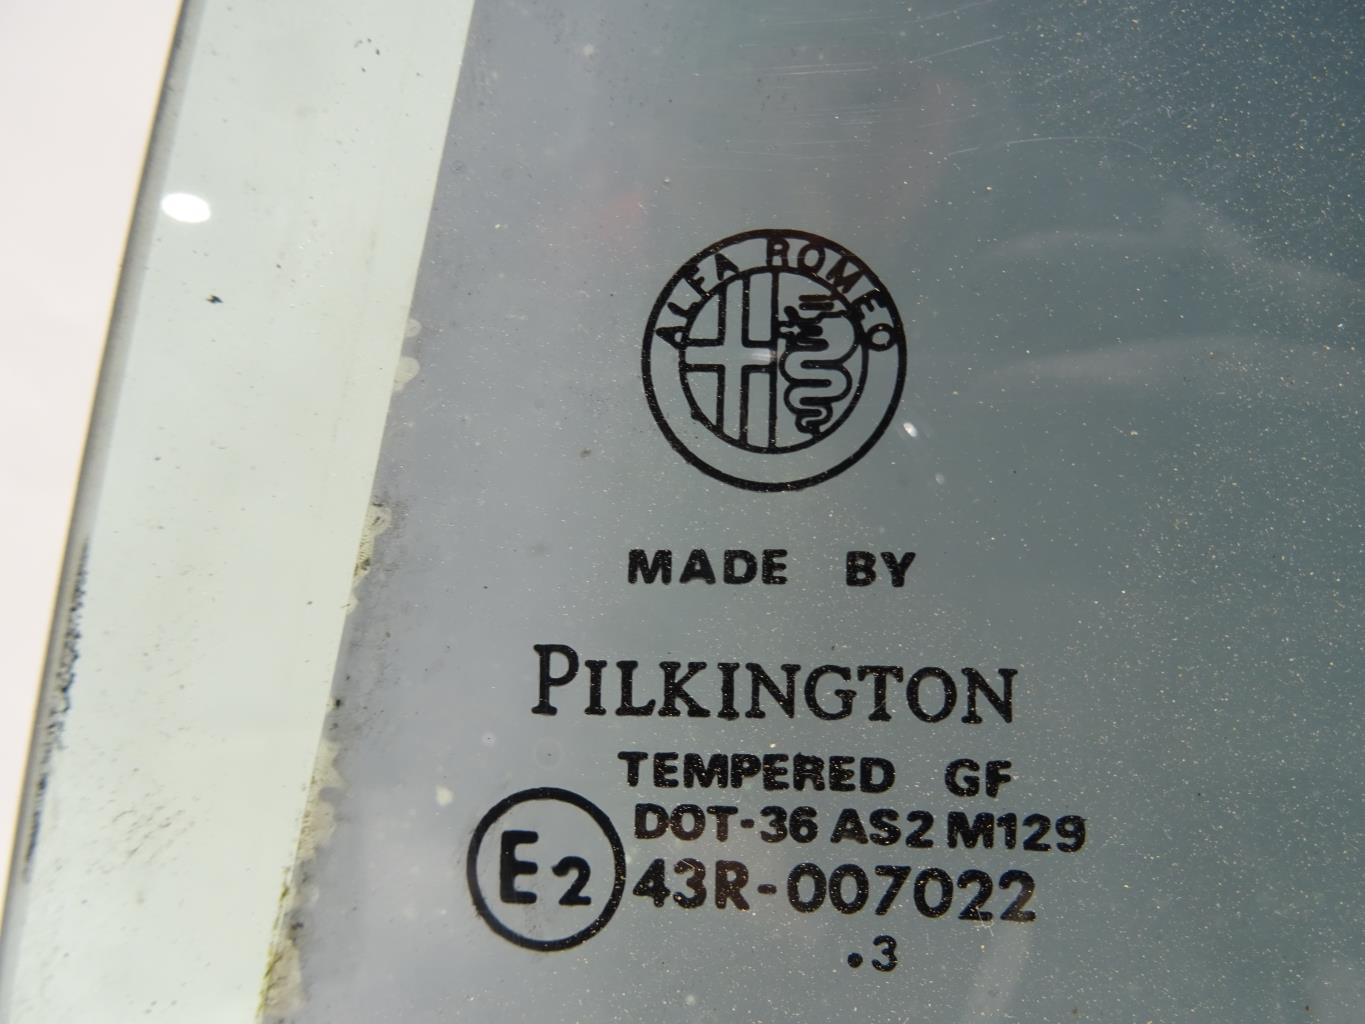 ALFA ROMEO
MADE BY
PILKINGTON
TEMPERED GF
DOT-36 AS2 M129
E2 43R-007022
.3